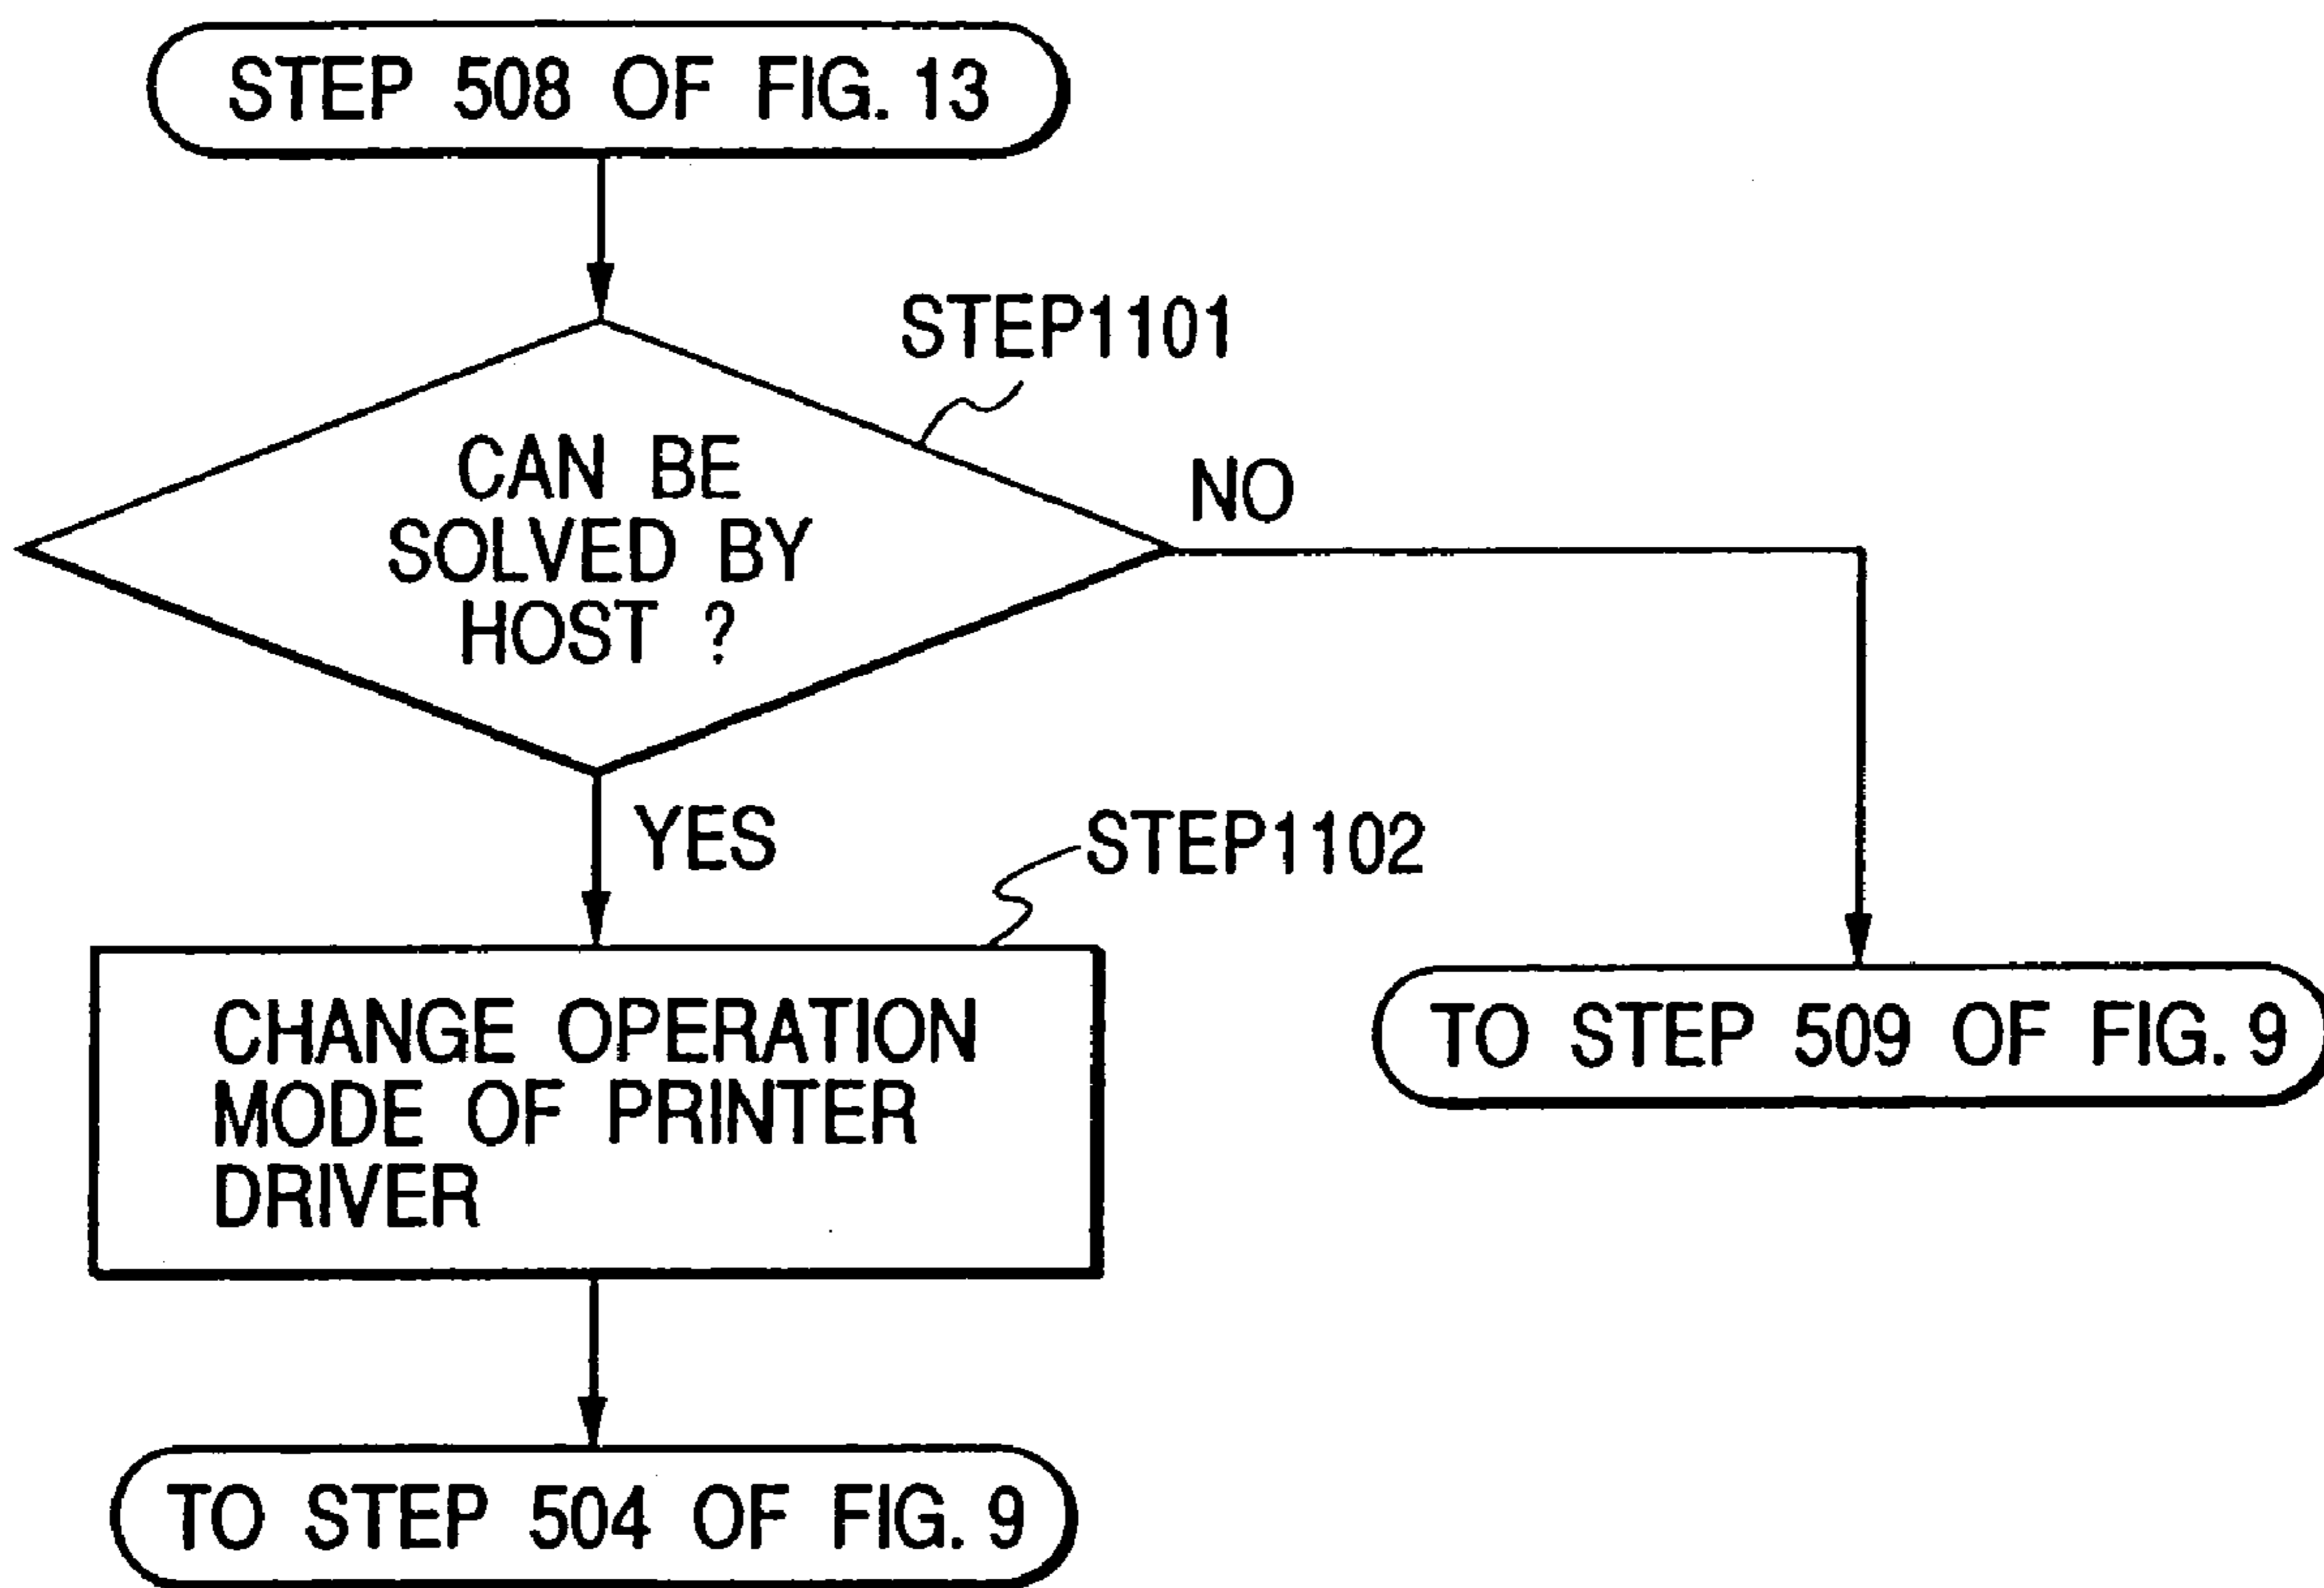 STEP 508 OF FIG. 13
STEP1101
CAN BE
SOLVED BY
HOST ?
NO
YES
STEP1102
CHANGE OPERATION
MODE OF PRINTER
DRIVER
TO STEP 509 OF FIG. 9
TO STEP 504 OF FIG. 9